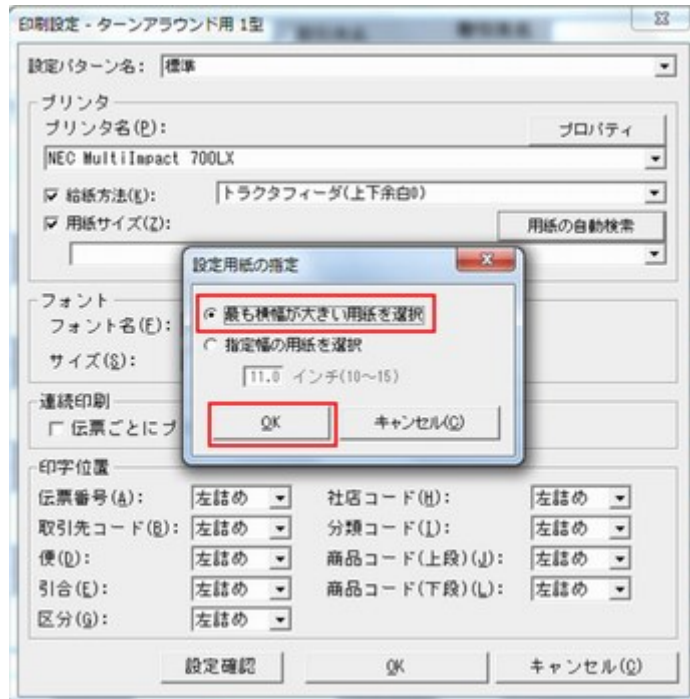 印刷設定 - ターンアラウンド用 1型
設定パターン名: 標準
プリンタ
プリンタ名(P):
プロパティ
NEC MultiImpact 700LX
給紙方法(K): トラクタフィーダ(上下余白0)
用紙サイズ(Z):
用紙の自動検索
設定用紙の指定
最も横幅が大きい用紙を選択
指定幅の用紙を選択
11.0 インチ(10～15)
OK キャンセル(C)
フォント
フォント名(F):
サイズ(S):
連続印刷
伝票ごとにプ
印字位置
伝票番号(A): 左詰め 社店コード(H): 左詰め
取引先コード(B): 左詰め 分類コード(I): 左詰め
便(D): 左詰め 商品コード(上段)(J): 左詰め
引合(E): 左詰め 商品コード(下段)(L): 左詰め
区分(G): 左詰め
設定確認 OK キャンセル(C)